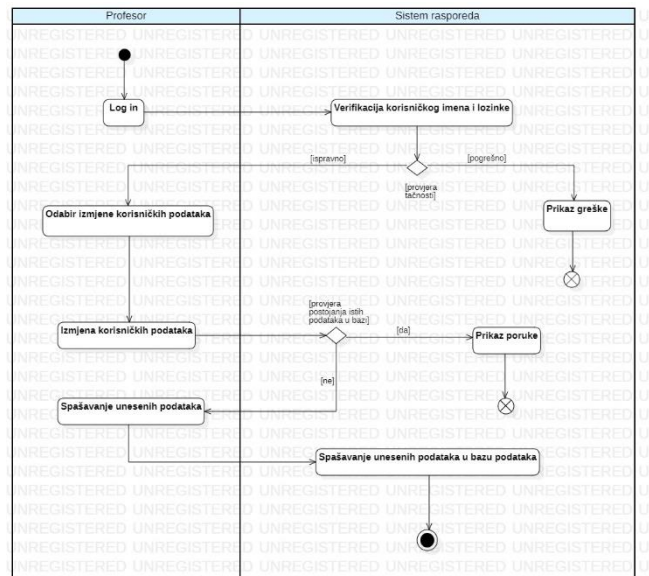 Profesor
Sistem rasporeda
Log in
Verifikacija korisničkog imena i lozinke
[ispravno]
[pogrešno]
[provjera
tačnosti]
Odabir izmjene korisničkih podataka
Prikaz greške
[provjera
postojanja istih
podataka u bazi]
Izmjena korisničkih podataka
[da]
Prikaz poruke
[ne]
Spašavanje unesenih podataka
Spašavanje unesenih podataka u bazu podataka
UNREGISTERED